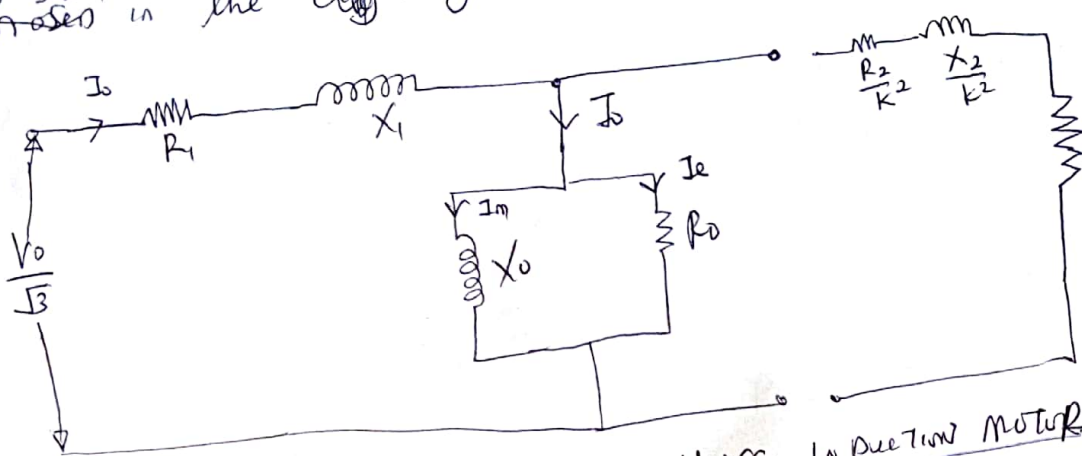 in the
I₀
R₁
X₁
I₀
R₂/K²
X₂/K²
Im
Ie
X₀
R₀
V₀/√3
INDUCTION MOTOR